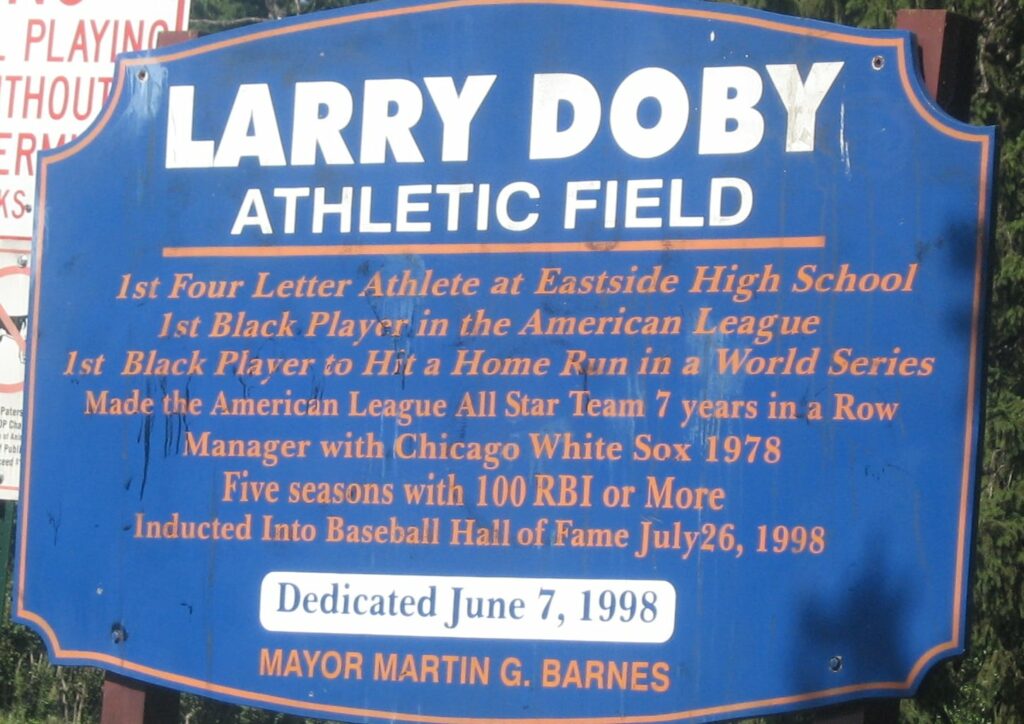 PLAYING
LARRY DOBY
ATHLETIC FIELD
1st Four Letter Athlete at Eastside High School
1st Black Player in the American League
1st Black Player to Hit a Home Run in a World Series
Made the American League All Star Team 7 years in a Row
Manager with Chicago White Sox 1978
Five seasons with 100 RBI or More
Inducted Into Baseball Hall of Fame July26, 1998
Dedicated June 7, 1998
MAYOR MARTIN G. BARNES